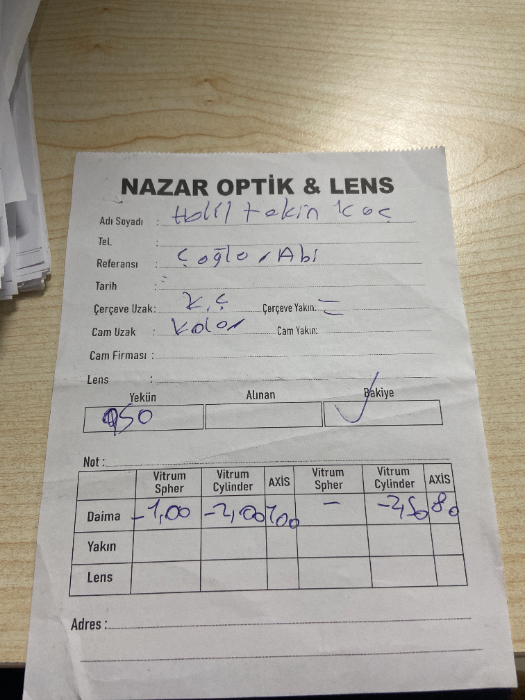 NAZAR OPTİK & LENS
Adı Soyadı : Halil tekin Koç
Tel. :
Referansı : Çağlar Abi
Tarih :
Çerçeve Uzak: K.Ç Çerçeve Yakın: =
Cam Uzak : Kolor Cam Yakın:
Cam Firması :
Lens :
Yekün Alınan Bakiye
950 ✓
Not :
Vitrum Spher Vitrum Cylinder AXİS Vitrum Spher Vitrum Cylinder AXİS
Daima -1,00 -2,00 100 - -2,50 80
Yakın
Lens
Adres :